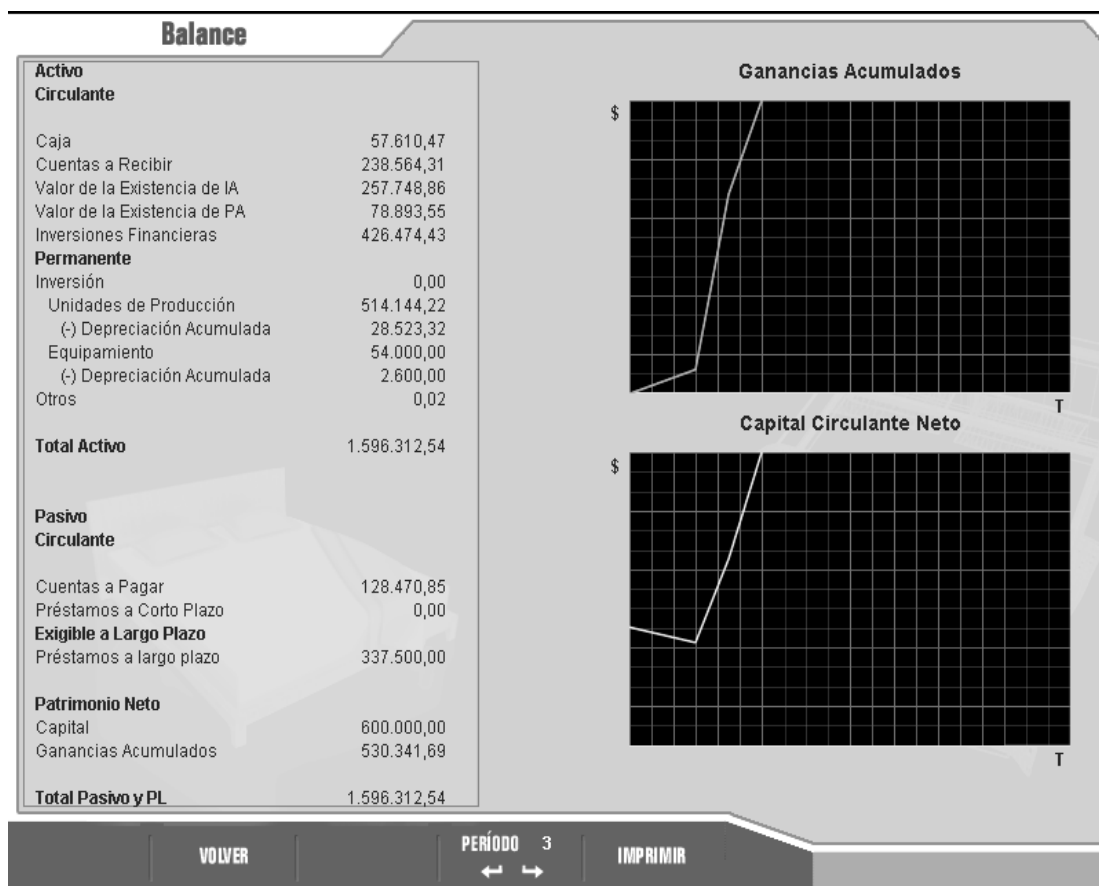 Balance
Activo
Circulante
Caja 57.610,47
Cuentas a Recibir 238.564,31
Valor de la Existencia de IA 257.748,86
Valor de la Existencia de PA 78.893,55
Inversiones Financieras 426.474,43
Permanente
Inversión 0,00
Unidades de Producción 514.144,22
(-) Depreciación Acumulada 28.523,32
Equipamiento 54.000,00
(-) Depreciación Acumulada 2.600,00
Otros 0,02
Total Activo 1.596.312,54
Pasivo
Circulante
Cuentas a Pagar 128.470,85
Préstamos a Corto Plazo 0,00
Exigible a Largo Plazo
Préstamos a largo plazo 337.500,00
Patrimonio Neto
Capital 600.000,00
Ganancias Acumulados 530.341,69
Total Pasivo y PL 1.596.312,54
Ganancias Acumulados
$
T
Capital Circulante Neto
$
T
VOLVER
PERÍODO 3
IMPRIMIR